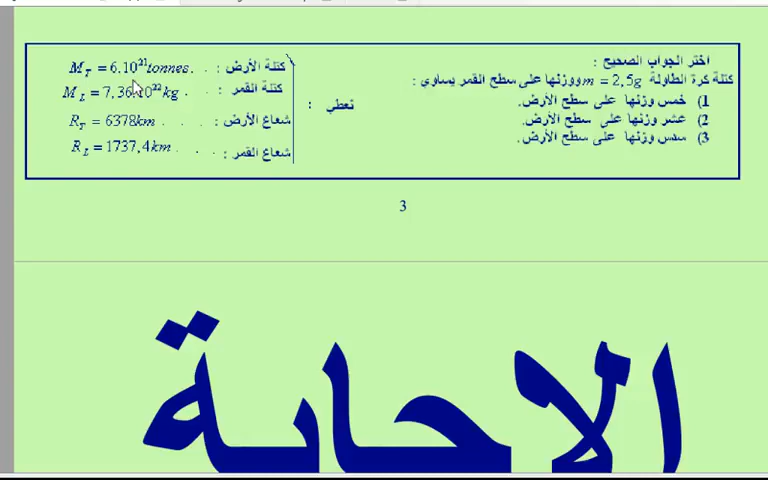 اختر الجواب الصحيح :
كتلة كرة الطاولة m = 2,5g ووزنها على سطح القمر يساوي :
1) خمس وزنها على سطح الأرض.
2) عشر وزنها على سطح الأرض.
3) سدس وزنها على سطح الأرض.
تعطي :
كتلة الأرض : M_T = 6.10^21 tonnes
كتلة القمر : M_L = 7,36.10^22 kg
شعاع الأرض : R_T = 6378km
شعاع القمر : R_L = 1737,4km
3
الإجابة